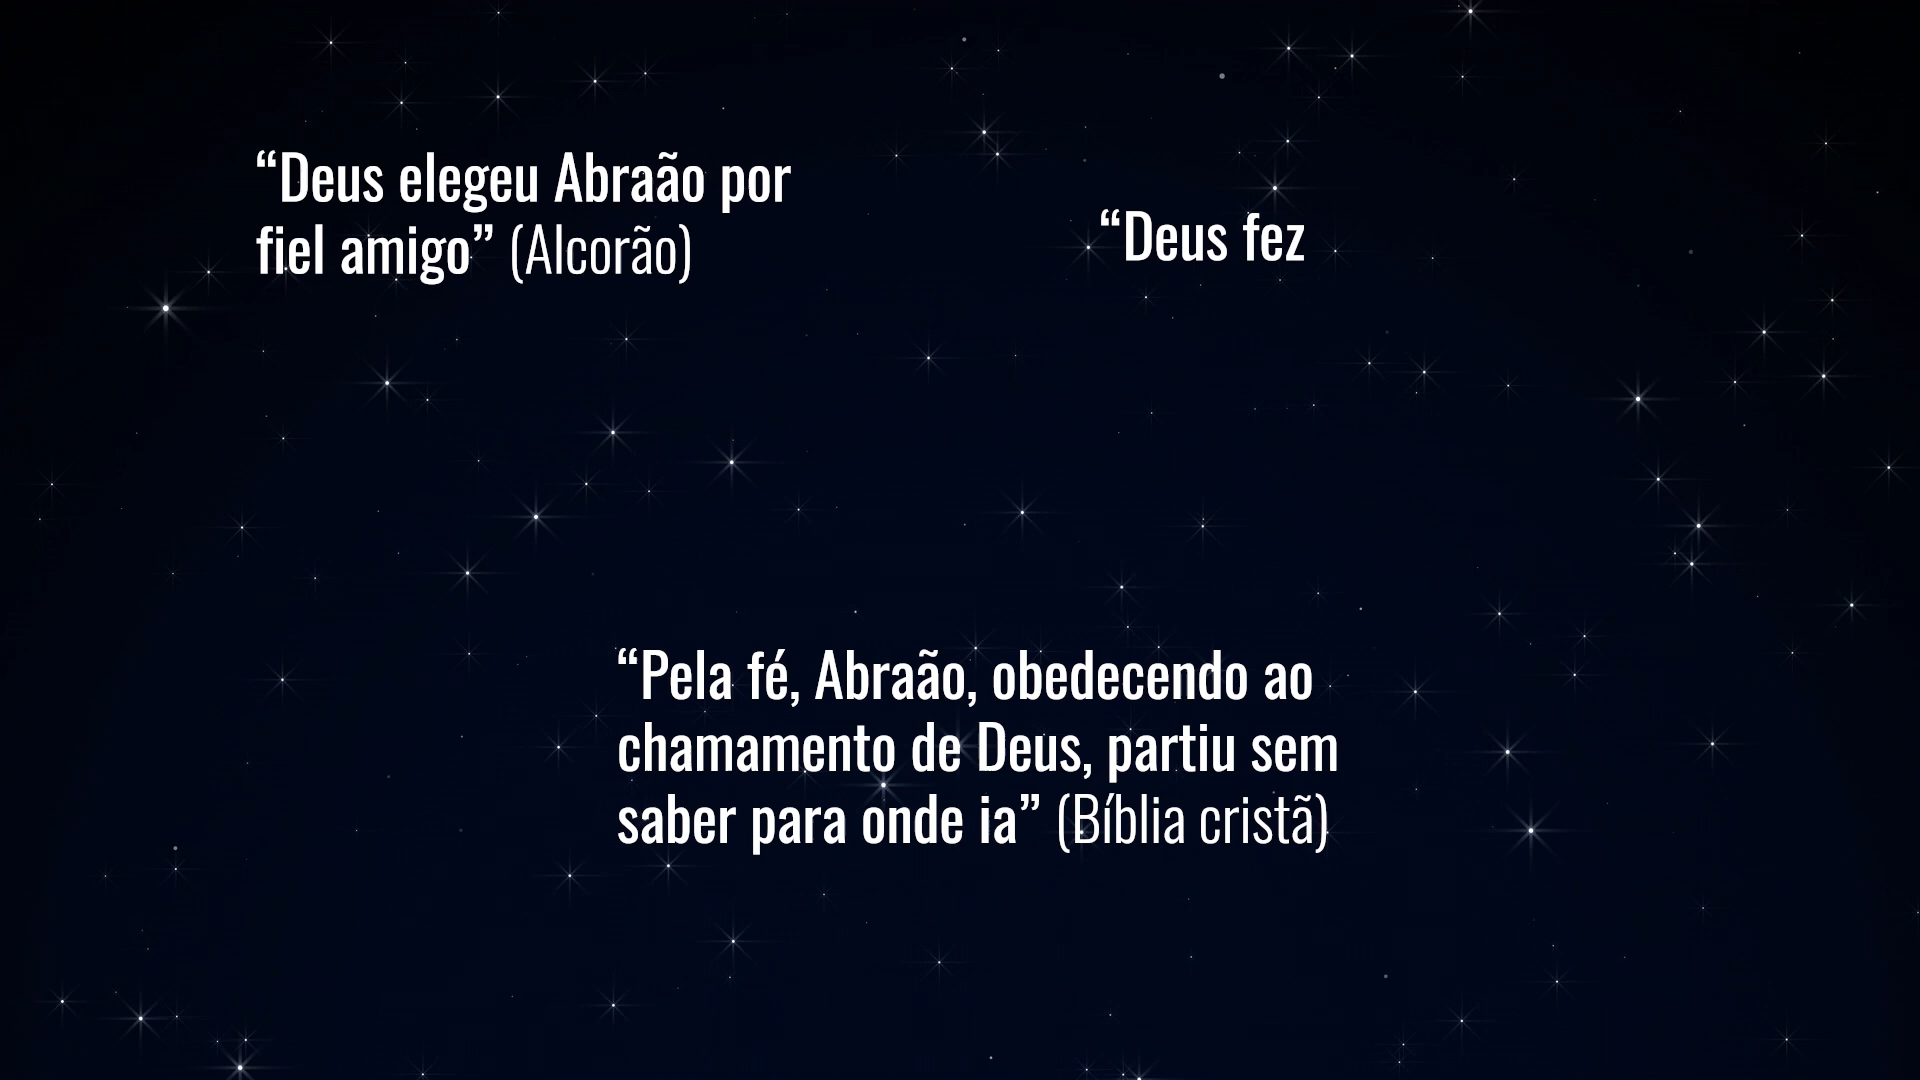 “Deus elegeu Abraão por
fiel amigo” (Alcorão)
“Deus fez
“Pela fé, Abraão, obedecendo ao
chamamento de Deus, partiu sem
saber para onde ia” (Bíblia cristã)